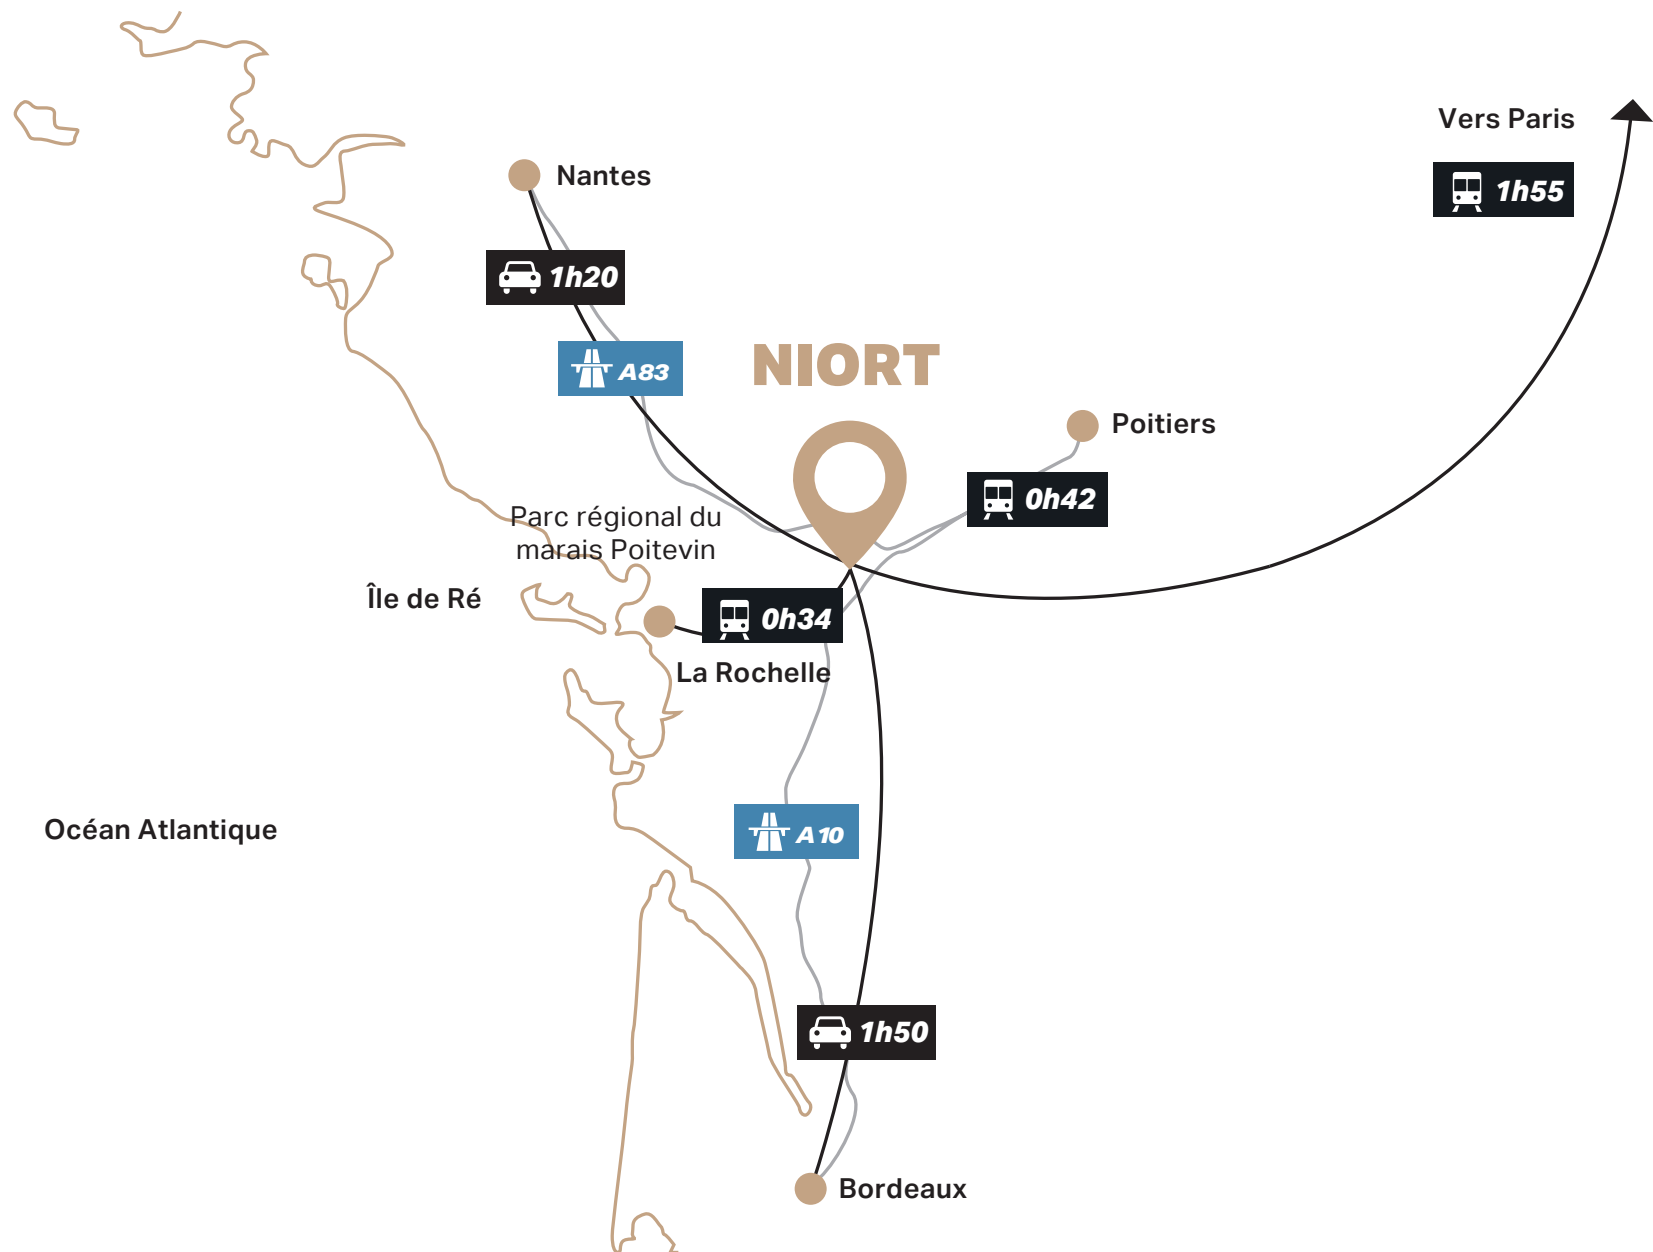 Vers Paris
1h55
Nantes
1h20
A83
NIORT
Poitiers
0h42
Parc régional du
marais Poitevin
Île de Ré
0h34
La Rochelle
Océan Atlantique
A10
1h50
Bordeaux